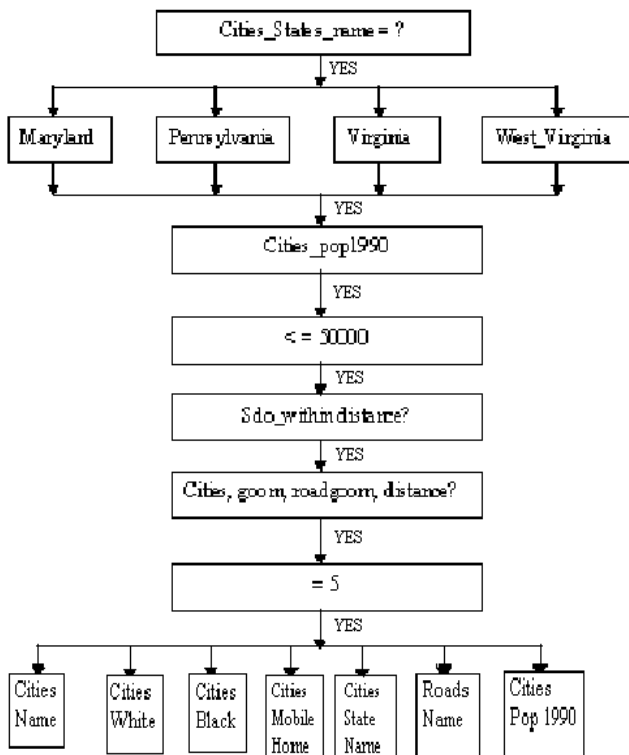 Cities_States_name = ?
YES
Maryland
Pennsylvania
Virginia
West_Virginia
YES
Cities_pop1990
YES
< = 50000
YES
Sdo_within distance?
YES
Cities, geom, roadgeom, distance?
YES
= 5
YES
Cities
Name
Cities
White
Cities
Black
Cities
Mobile
Home
Cities
State
Name
Roads
Name
Cities
Pop 1990